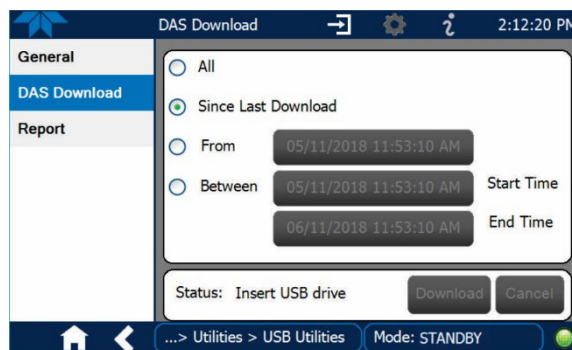 DAS Download 2:12:20 PM
General
DAS Download
Report
All
Since Last Download
From 05/11/2018 11:53:10 AM
Between 05/11/2018 11:53:10 AM Start Time
06/11/2018 11:53:10 AM End Time
Status: Insert USB drive Download Cancel
...> Utilities > USB Utilities Mode: STANDBY